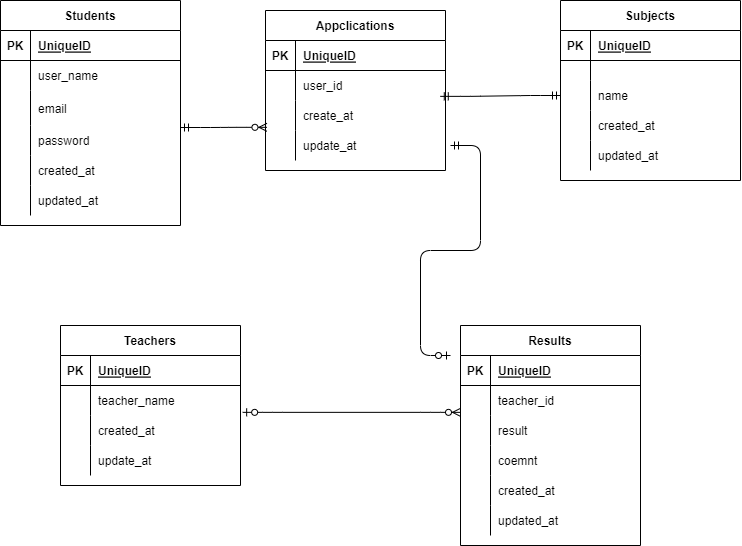 Students
PK UniqueID
user_name
email
password
created_at
updated_at
Appclications
PK UniqueID
user_id
create_at
update_at
Subjects
PK UniqueID
name
created_at
updated_at
Teachers
PK UniqueID
teacher_name
created_at
update_at
Results
PK UniqueID
teacher_id
result
coemnt
created_at
updated_at